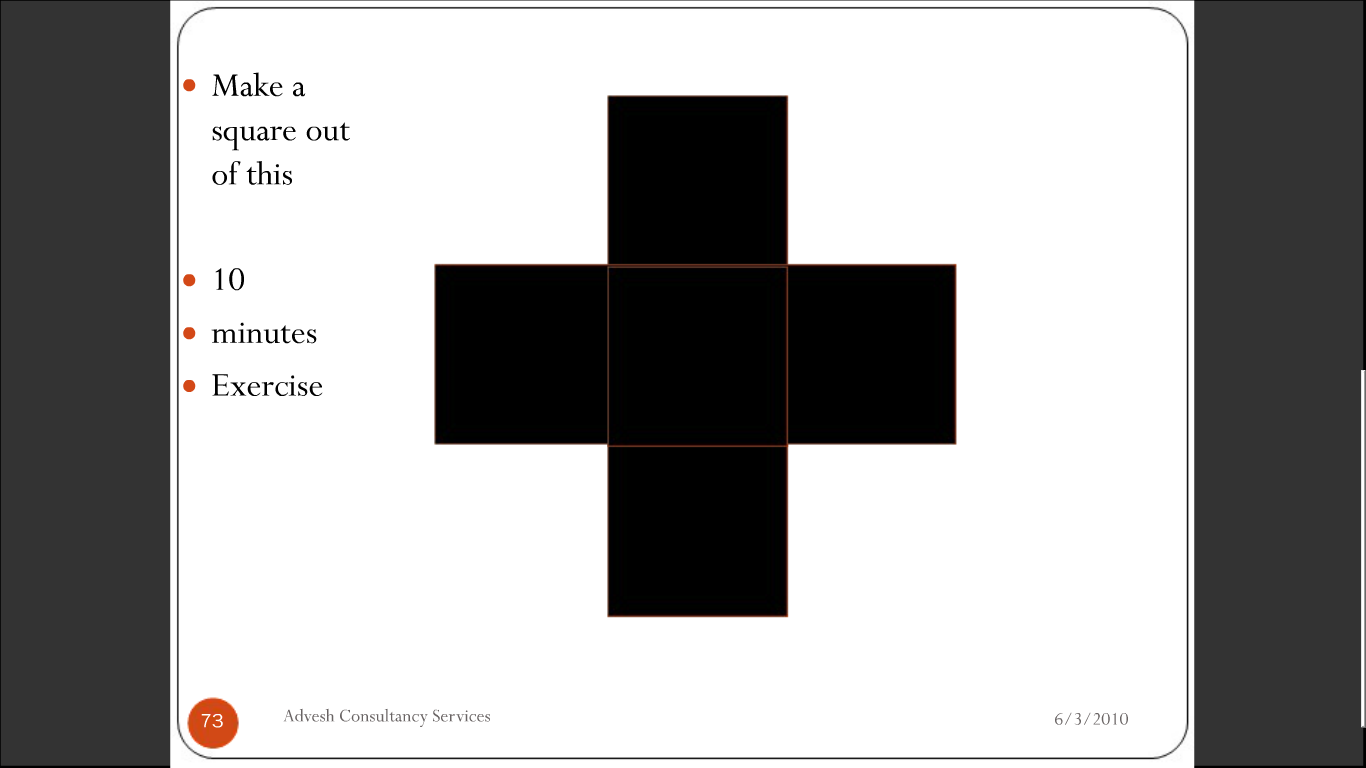 Make a
square out
of this
10
minutes
Exercise
73
Advesh Consultancy Services
6/3/2010